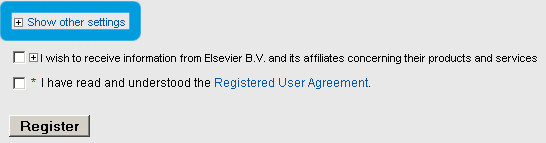 Show other settings
I wish to receive information from Elsevier B.V. and its affiliates concerning their products and services
* I have read and understood the Registered User Agreement.
Register